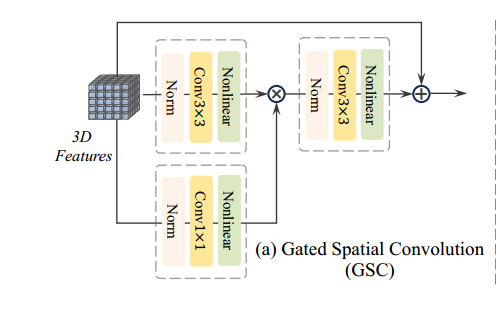 3D
Features
Norm
Conv3×3
Nonlinear
Norm
Conv3×3
Nonlinear
Norm
Conv1×1
Nonlinear
(a) Gated Spatial Convolution
(GSC)